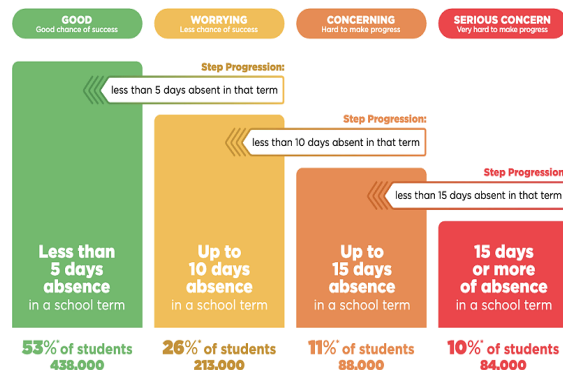 GOOD
Good chance of success
WORRYING
Less chance of success
CONCERNING
Hard to make progress
SERIOUS CONCERN
Very hard to make progress
Step Progression:
less than 5 days absent in that term
Step Progression:
less than 10 days absent in that term
Step Progression
less than 15 days absent in that term
Less than
5 days
absence
in a school term
Up to
10 days
absence
in a school term
Up to
15 days
absence
in a school term
15 days
or more
of absence
in a school term
53%* of students
438.000
26%* of students
213.000
11%* of students
88.000
10%* of students
84.000